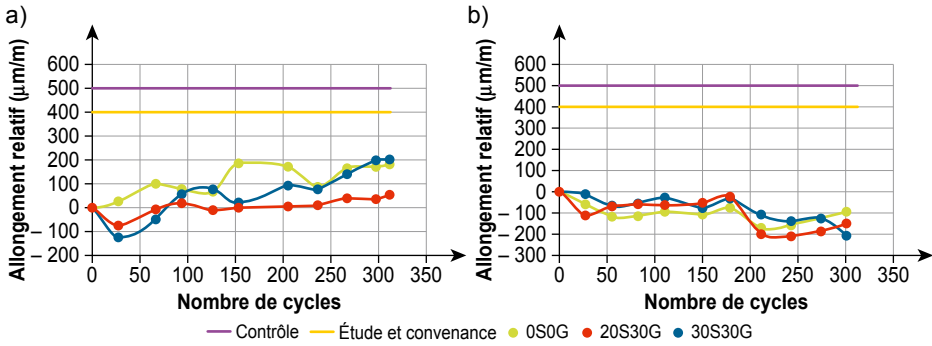 a)
Allongement relatif (µm/m)
600
500
400
300
200
100
0
– 100
– 200
0 50 100 150 200 250 300 350
Nombre de cycles
b)
Allongement relatif (µm/m)
600
500
400
300
200
100
0
– 100
– 200
– 300
0 50 100 150 200 250 300 350
Nombre de cycles
Contrôle Étude et convenance 0S0G 20S30G 30S30G